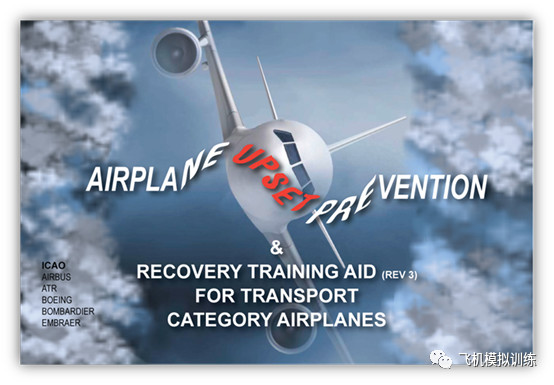 AIRPLANE UPSET PREVENTION
&
RECOVERY TRAINING AID (REV 3)
FOR TRANSPORT
CATEGORY AIRPLANES
ICAO
AIRBUS
ATR
BOEING
BOMBARDIER
EMBRAER
飞机模拟训练